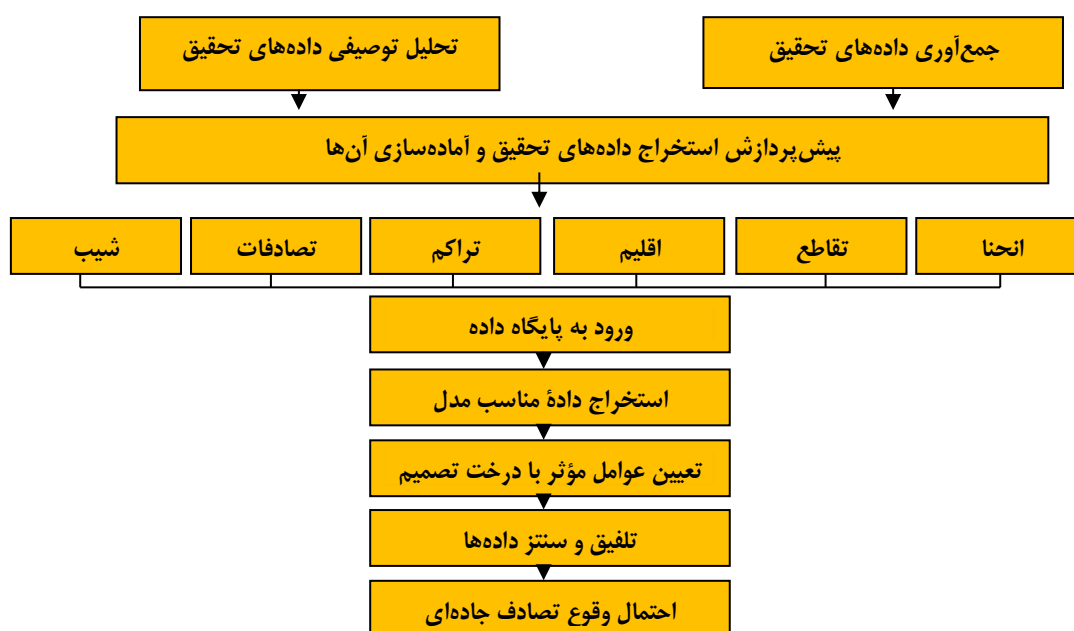 جمع‌آوری داده‌های تحقیق
تحلیل توصیفی داده‌های تحقیق
پیش‌پردازش استخراج داده‌های تحقیق و آماده‌سازی آن‌ها
انحنا
تقاطع
اقلیم
تراکم
تصادفات
شیب
ورود به پایگاه داده
استخراج دادۀ مناسب مدل
تعیین عوامل مؤثر با درخت تصمیم
تلفیق و سنتز داده‌ها
احتمال وقوع تصادف جاده‌ای